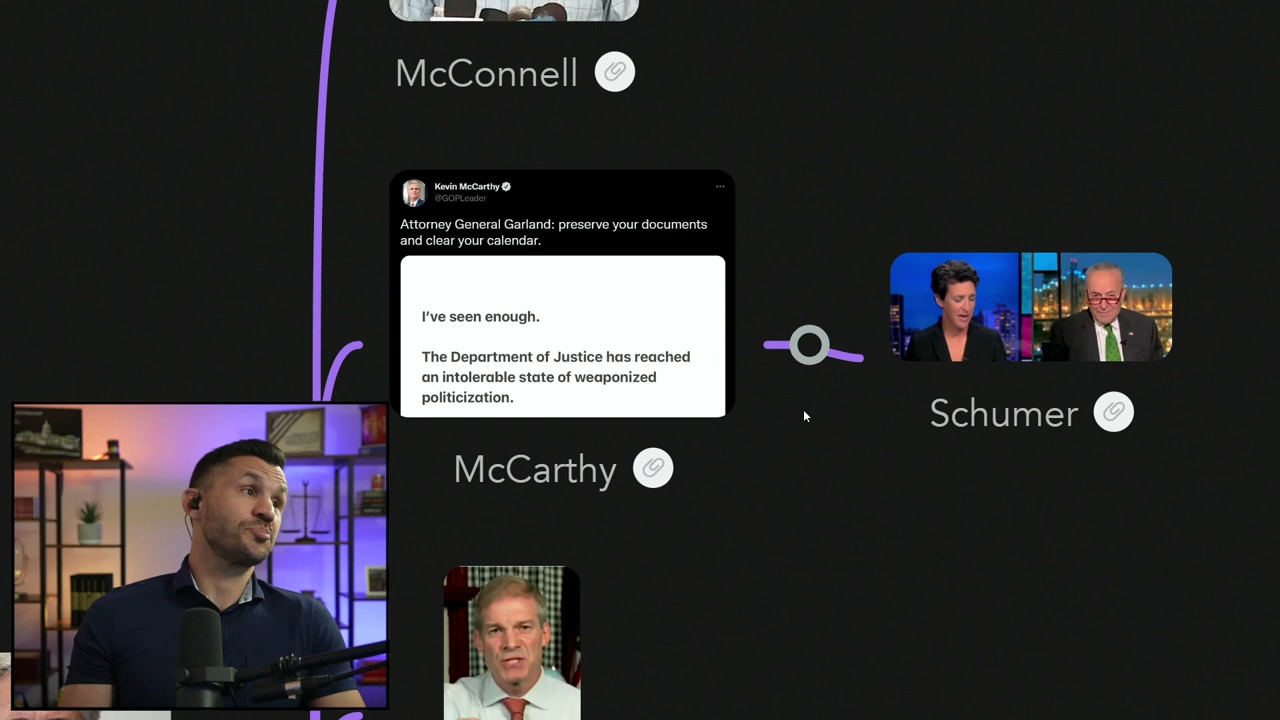 McConnell
Kevin McCarthy
@GOPLeader
Attorney General Garland: preserve your documents
and clear your calendar.
I've seen enough.
The Department of Justice has reached
an intolerable state of weaponized
politicization.
McCarthy
Schumer